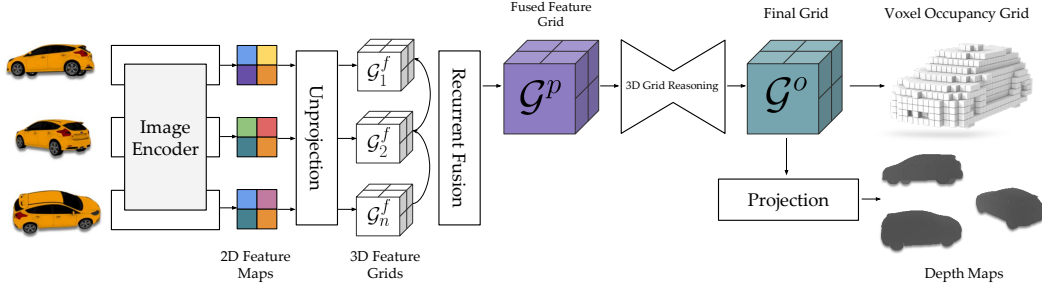 Fused Feature
Grid
Final Grid
Voxel Occupancy Grid
Image
Encoder
Unprojection
𝒢₁ᶠ
𝒢₂ᶠ
𝒢ₙᶠ
Recurrent Fusion
𝒢ᵖ
3D Grid Reasoning
𝒢ᵒ
Projection
2D Feature
Maps
3D Feature
Grids
Depth Maps